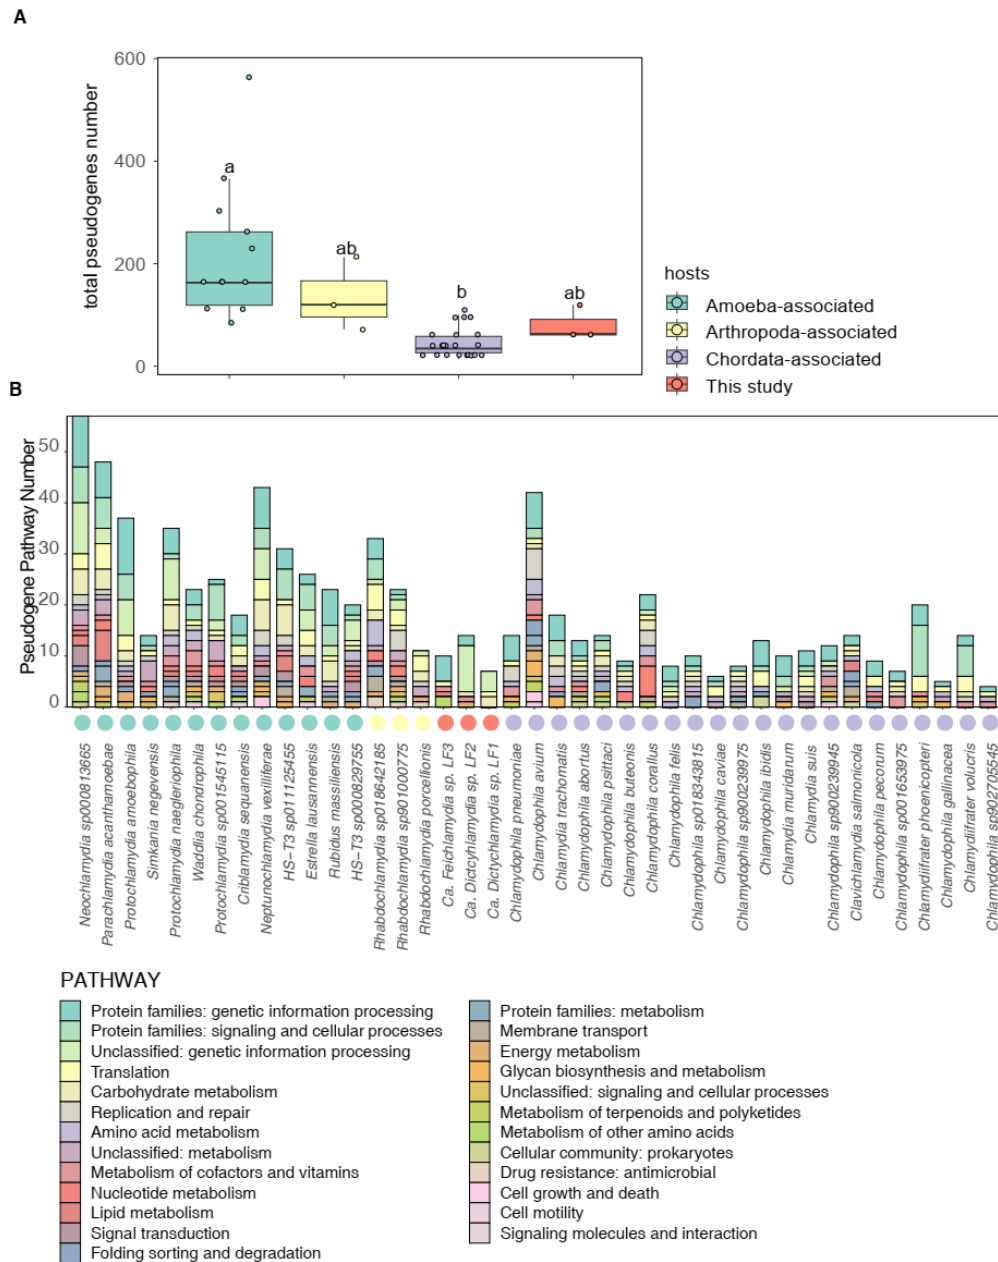 A
total pseudogenes number
600
400
200
0
a
ab
b
ab
hosts
Amoeba-associated
Arthropoda-associated
Chordata-associated
This study
B
Pseudogene Pathway Number
50
40
30
20
10
0
Neochlamydia sp000813665
Parachlamydia acanthamoebae
Protochlamydia amoebophila
Simkania negevensis
Protochlamydia naegleriophila
Waddlia chondrophila
Protochlamydia sp001545115
Criblamydia sequanensis
Neptunochlamydia vexilliferae
HS−T3 sp011125455
Estrella lausannensis
Rubidus massiliensis
HS−T3 sp000829755
Rhabdochlamydia sp018642185
Rhabdochlamydia sp901000775
Rhabdochlamydia porcellionis
Ca. Feichlamydia sp. LF3
Ca. Dictcyhlamydia sp. LF2
Ca. Dictychlamydia sp. LF1
Chlamydophila pneumoniae
Chlamydophila avium
Chlamydia trachomatis
Chlamydophila abortus
Chlamydophila psittaci
Chlamydophila buteonis
Chlamydophila corallus
Chlamydophila felis
Chlamydophila sp018343815
Chlamydophila caviae
Chlamydophila sp900239975
Chlamydophila ibidis
Chlamydia muridarum
Chlamydia suis
Chlamydophila sp900239945
Clavichlamydia salmonicola
Chlamydophila pecorum
Chlamydophila sp001653975
Chlamydiifrater phoenicopteri
Chlamydophila gallinacea
Chlamydiifrater volucris
Chlamydophila sp902705545
PATHWAY
Protein families: genetic information processing
Protein families: signaling and cellular processes
Unclassified: genetic information processing
Translation
Carbohydrate metabolism
Replication and repair
Amino acid metabolism
Unclassified: metabolism
Metabolism of cofactors and vitamins
Nucleotide metabolism
Lipid metabolism
Signal transduction
Folding sorting and degradation
Protein families: metabolism
Membrane transport
Energy metabolism
Glycan biosynthesis and metabolism
Unclassified: signaling and cellular processes
Metabolism of terpenoids and polyketides
Metabolism of other amino acids
Cellular community: prokaryotes
Drug resistance: antimicrobial
Cell growth and death
Cell motility
Signaling molecules and interaction